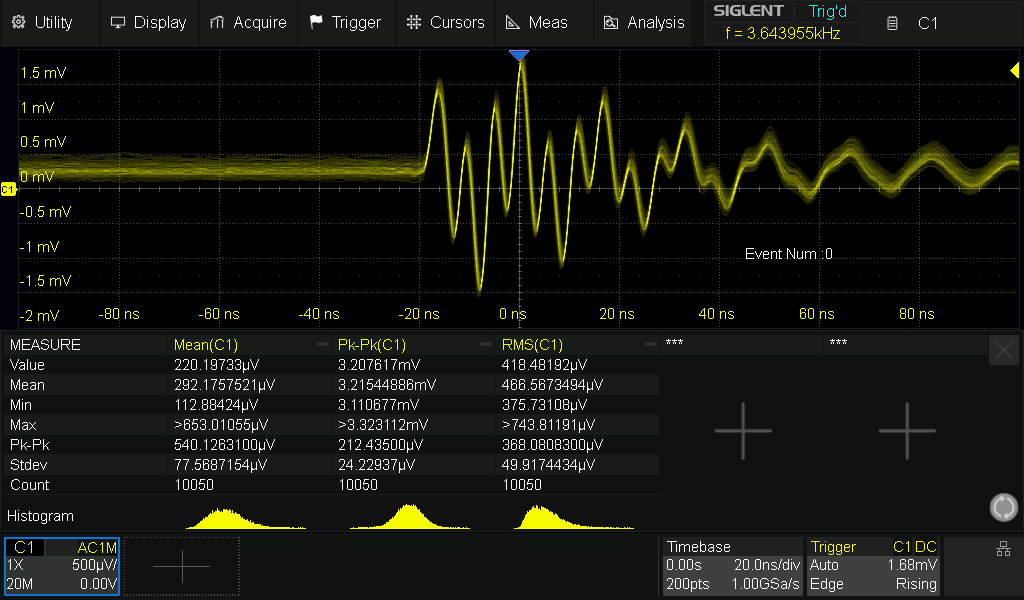 Utility Display Acquire Trigger Cursors Meas Analysis SIGLENT Trig'd C1
f = 3.643955kHz
1.5 mV
1 mV
0.5 mV
0 mV
C1
-0.5 mV
-1 mV
Event Num :0
-1.5 mV
-2 mV -80 ns -60 ns -40 ns -20 ns 0 ns 20 ns 40 ns 60 ns 80 ns
MEASURE Mean(C1) Pk-Pk(C1) RMS(C1) *** ***
Value 220.19733µV 3.207617mV 418.48192µV
Mean 292.1757521µV 3.21544886mV 466.5673494µV
Min 112.88424µV 3.110677mV 375.73108µV
Max >653.01055µV >3.323112mV >743.81191µV
Pk-Pk 540.1263100µV 212.43500µV 368.0808300µV
Stdev 77.5687154µV 24.22937µV 49.9174434µV
Count 10050 10050 10050
Histogram
C1 AC1M Timebase Trigger C1 DC
1X 500µV/ 0.00s 20.0ns/div Auto 1.68mV
20M 0.00V 200pts 1.00GSa/s Edge Rising